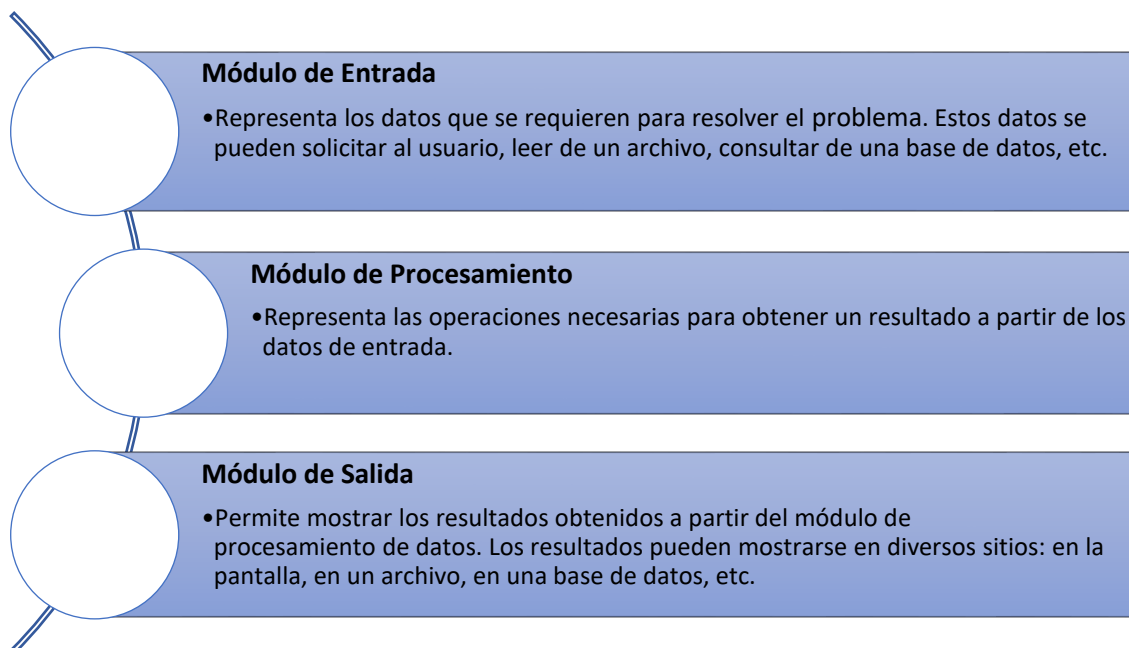 Módulo de Entrada
•Representa los datos que se requieren para resolver el problema. Estos datos se
pueden solicitar al usuario, leer de un archivo, consultar de una base de datos, etc.
Módulo de Procesamiento
•Representa las operaciones necesarias para obtener un resultado a partir de los
datos de entrada.
Módulo de Salida
•Permite mostrar los resultados obtenidos a partir del módulo de
procesamiento de datos. Los resultados pueden mostrarse en diversos sitios: en la
pantalla, en un archivo, en una base de datos, etc.